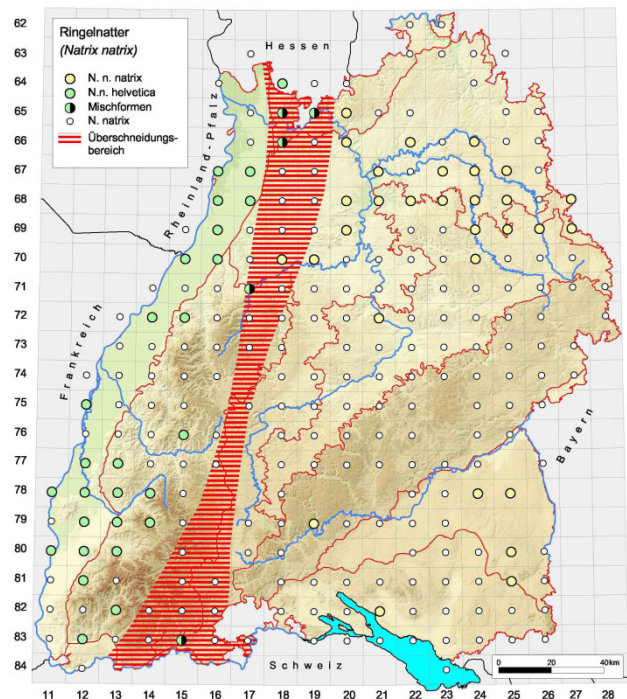 Ringelnatter
(Natrix natrix)
N. n. natrix
N.n. helvetica
Mischformen
N. natrix
Überschneidungs-
bereich
Hessen
Rheinland-Pfalz
Frankreich
Bayern
Schweiz
62
63
64
65
66
67
68
69
70
71
72
73
74
75
76
77
78
79
80
81
82
83
84
0 20 40km
11 12 13 14 15 16 17 18 19 20 21 22 23 24 25 26 27 28